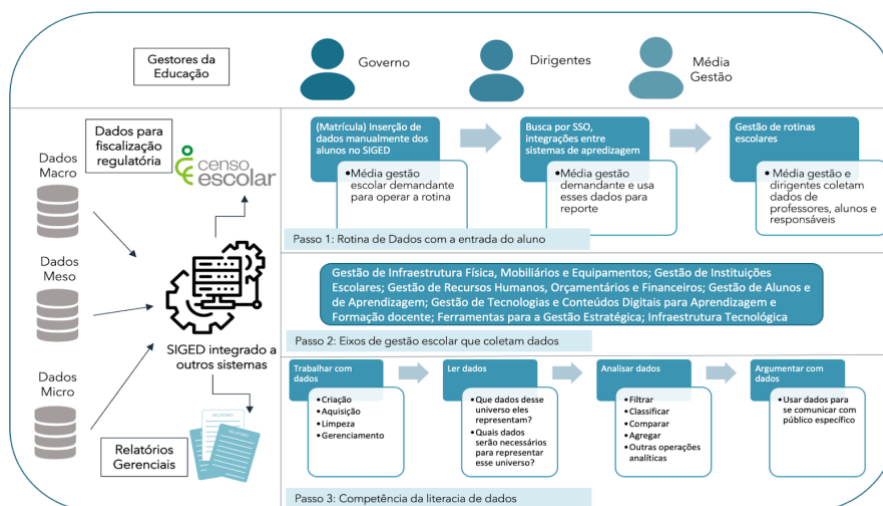 Gestores da
Educação
Governo
Dirigentes
Média
Gestão
Dados para
fiscalização
regulatória
censo
escolar
Dados
Macro
Dados
Meso
Dados
Micro
SIGED integrado a
outros sistemas
Relatórios
Gerenciais
(Matrícula) Inserção de
dados manualmente dos
alunos no SIGED
•Média gestão
escolar demandante
para operar a rotina
Busca por SSO,
integrações entre
sistemas de apredizagem
•Média gestão
demandante e usa
esses dados para
reporte
Gestão de rotinas
escolares
• Média gestão e
dirigentes coletam
dados de
professores, alunos e
responsáveis
Passo 1: Rotina de Dados com a entrada do aluno
Gestão de Infraestrutura Física, Mobiliários e Equipamentos; Gestão de Instituições
Escolares; Gestão de Recursos Humanos, Orçamentários e Financeiros; Gestão de Alunos e
de Aprendizagem; Gestão de Tecnologias e Conteúdos Digitais para Aprendizagem e
Formação docente; Ferramentas para a Gestão Estratégica; Infraestrutura Tecnológica
Passo 2: Eixos de gestão escolar que coletam dados
Trabalhar com
dados
•Criação
•Aquisição
•Limpeza
•Gerenciamento
Ler dados
•Que dados desse
universo eles
representam?
•Quais dados
serão necessários
para representar
esse universo?
Analisar dados
•Filtrar
•Classificar
•Comparar
•Agregar
•Outras operações
analíticas
Argumentar com
dados
•Usar dados para
se comunicar com
público específico
Passo 3: Competência da literacia de dados